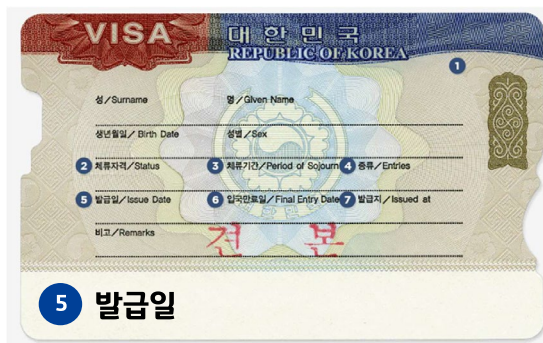 VISA 대한민국
REPUBLIC OF KOREA
1
성/Surname 명/Given Name
생년월일/Birth Date 성별/Sex
2 체류자격/Status 3 체류기간/Period of Sojourn 4 종류/Entries
5 발급일/Issue Date 6 입국만료일/Final Entry Date 7 발급지/Issued at
비고/Remarks
견 본
5 발급일